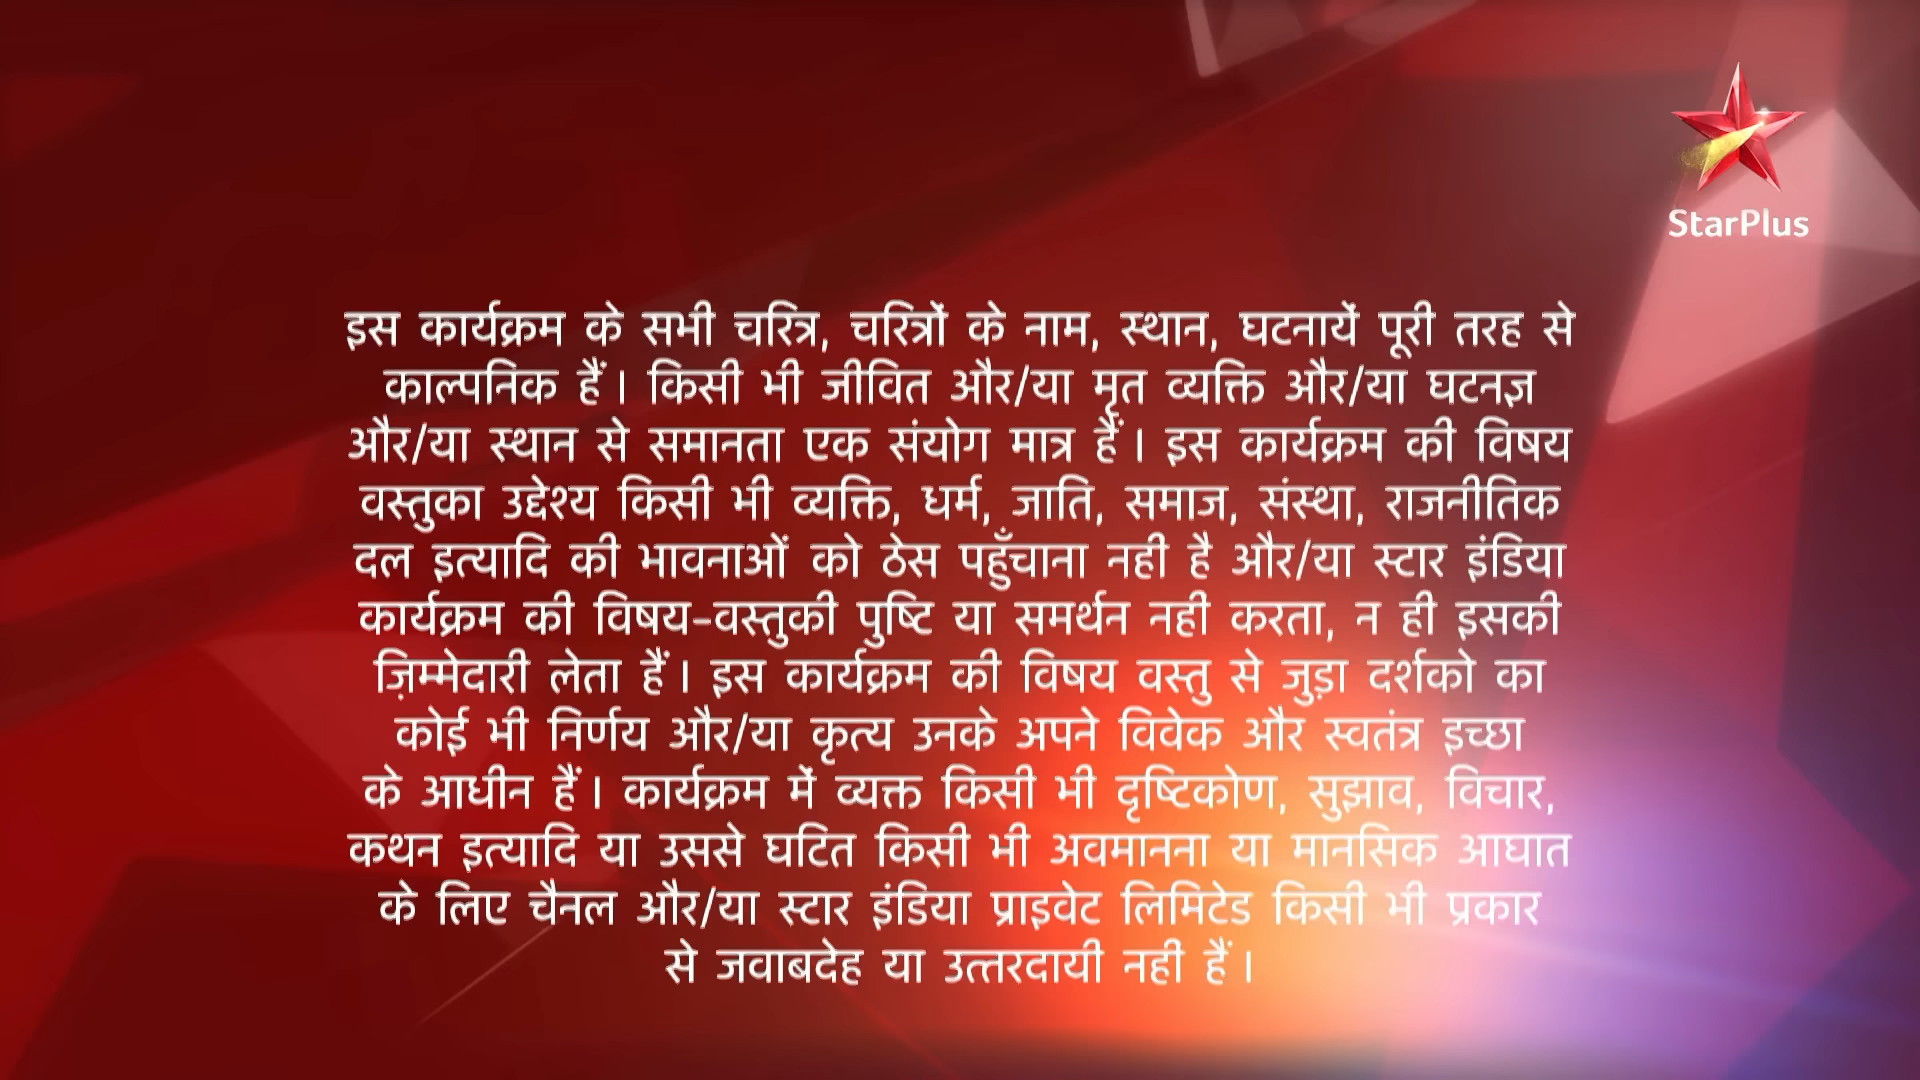 StarPlus
इस कार्यक्रम के सभी चरित्र, चरित्रों के नाम, स्थान, घटनायें पूरी तरह से
काल्पनिक हैं। किसी भी जीवित और/या मृत व्यक्ति और/या घटनज्ञ
और/या स्थान से समानता एक संयोग मात्र हैं। इस कार्यक्रम की विषय
वस्तुका उद्देश्य किसी भी व्यक्ति, धर्म, जाति, समाज, संस्था, राजनीतिक
दल इत्यादि की भावनाओं को ठेस पहुँचाना नही है और/या स्टार इंडिया
कार्यक्रम की विषय-वस्तुकी पुष्टि या समर्थन नही करता, न ही इसकी
ज़िम्मेदारी लेता हैं। इस कार्यक्रम की विषय वस्तु से जुड़ा दर्शको का
कोई भी निर्णय और/या कृत्य उनके अपने विवेक और स्वतंत्र इच्छा
के आधीन हैं। कार्यक्रम में व्यक्त किसी भी दृष्टिकोण, सुझाव, विचार,
कथन इत्यादि या उससे घटित किसी भी अवमानना या मानसिक आघात
के लिए चैनल और/या स्टार इंडिया प्राइवेट लिमिटेड किसी भी प्रकार
से जवाबदेह या उत्तरदायी नही हैं।